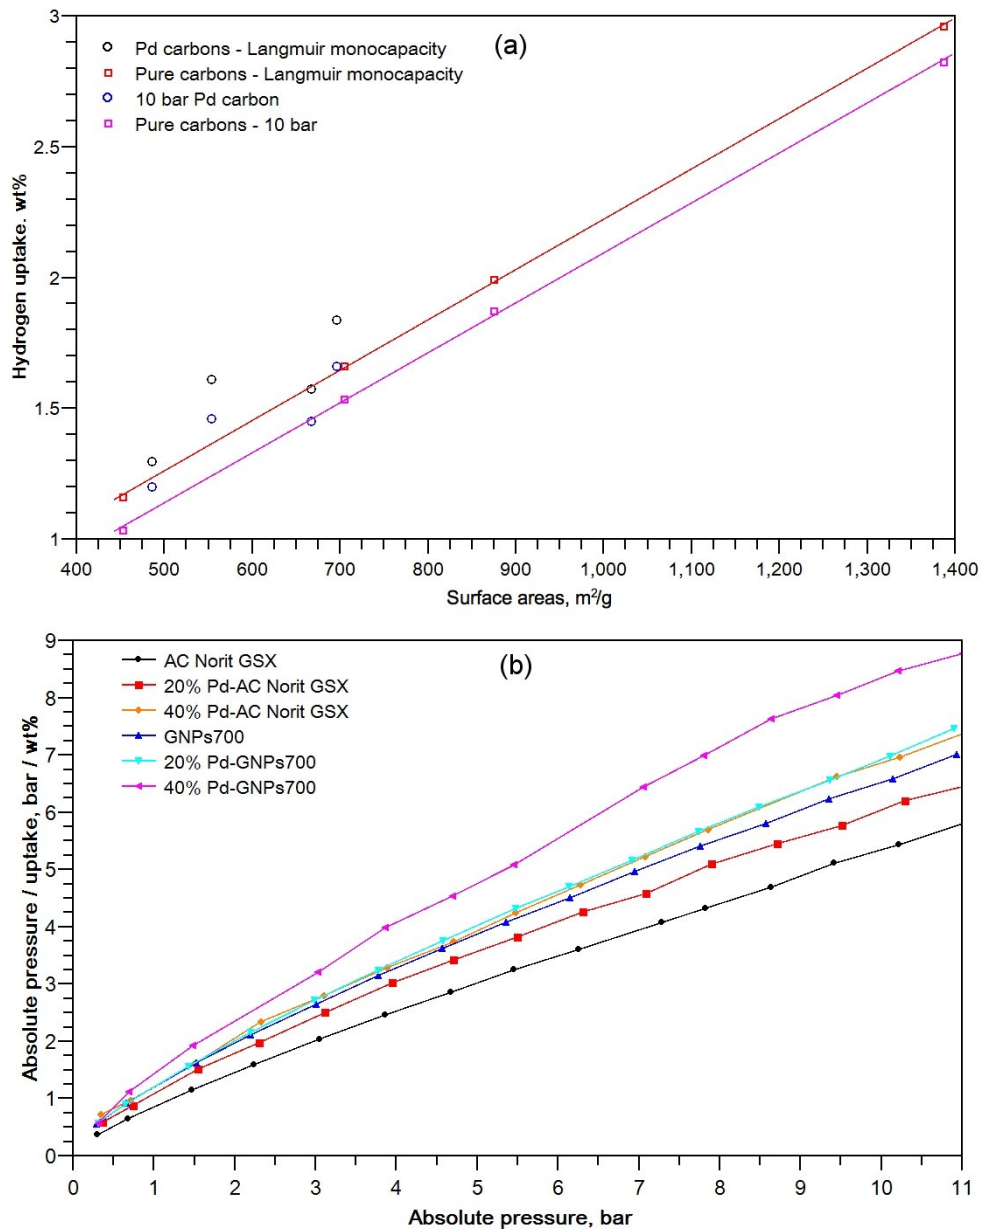 (a)
Pd carbons - Langmuir monocapacity
Pure carbons - Langmuir monocapacity
10 bar Pd carbon
Pure carbons - 10 bar
Hydrogen uptake. wt%
3
2.5
2
1.5
1
400 500 600 700 800 900 1,000 1,100 1,200 1,300 1,400
Surface areas, m²/g
(b)
AC Norit GSX
20% Pd-AC Norit GSX
40% Pd-AC Norit GSX
GNPs700
20% Pd-GNPs700
40% Pd-GNPs700
Absolute pressure / uptake, bar / wt%
9
8
7
6
5
4
3
2
1
0
0 1 2 3 4 5 6 7 8 9 10 11
Absolute pressure, bar